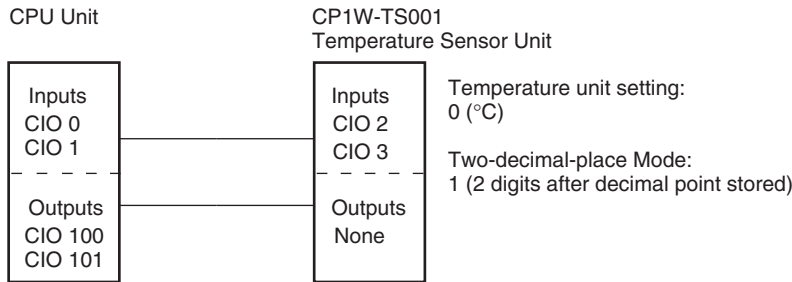 CPU Unit
CP1W-TS001
Temperature Sensor Unit
Inputs
CIO 0
CIO 1
Outputs
CIO 100
CIO 101
Inputs
CIO 2
CIO 3
Outputs
None
Temperature unit setting:
0 (°C)
Two-decimal-place Mode:
1 (2 digits after decimal point stored)